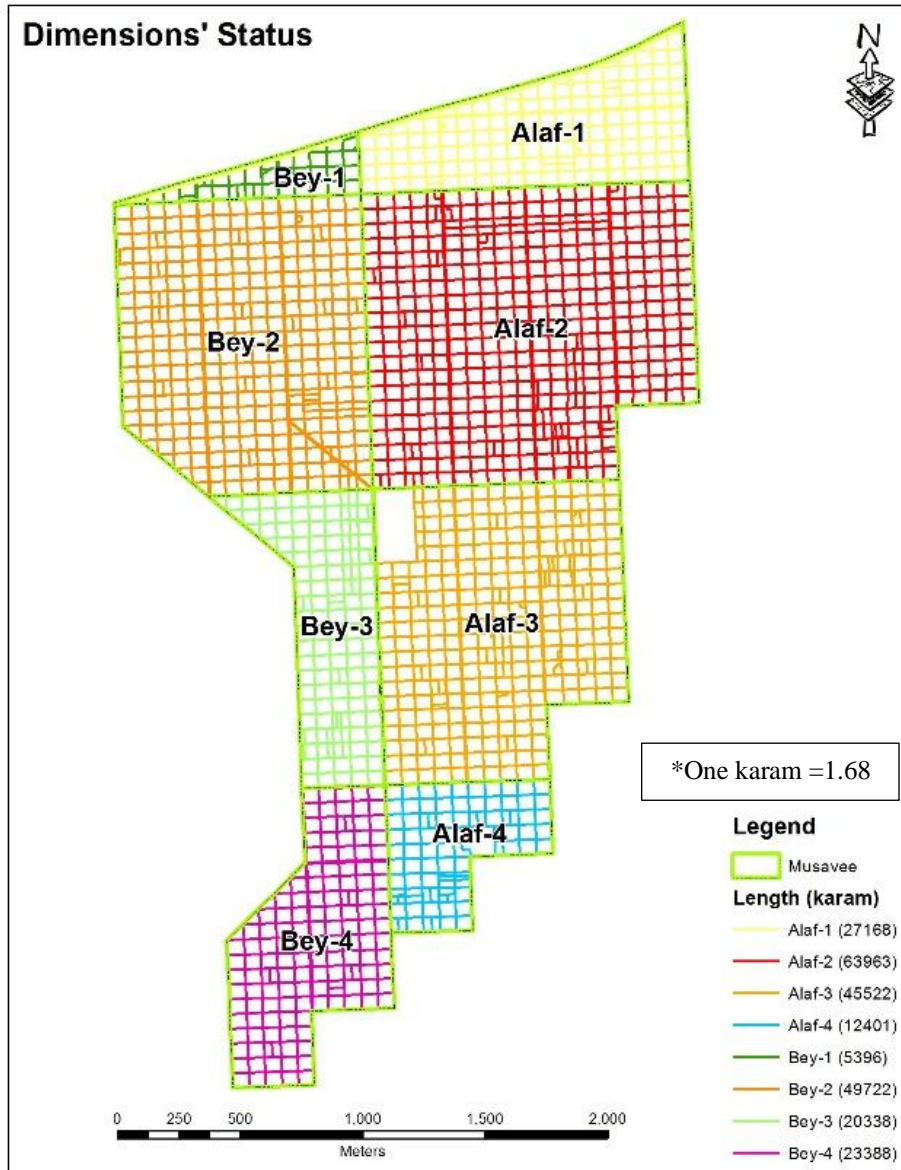 Dimensions' Status
N
Alaf-1
Bey-1
Alaf-2
Bey-2
Bey-3
Alaf-3
*One karam =1.68
Alaf-4
Bey-4
Legend
Musavee
Length (karam)
Alaf-1 (27168)
Alaf-2 (63963)
Alaf-3 (45522)
Alaf-4 (12401)
Bey-1 (5396)
Bey-2 (49722)
Bey-3 (20338)
Bey-4 (23388)
0 250 500 1,000 1,500 2,000
Meters